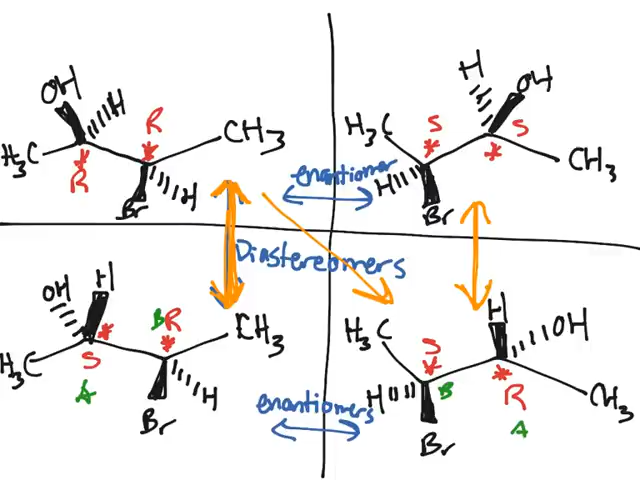 OH
H
R
CH3
H3C
R
Br
H
H
OH
H3C
S
S
H
Br
CH3
enantiomer
Diastereomers
OH
H
B
R
CH3
H3C
S
A
Br
H
H3C
H
OH
S
H
B
R
CH3
Br
A
enantiomers